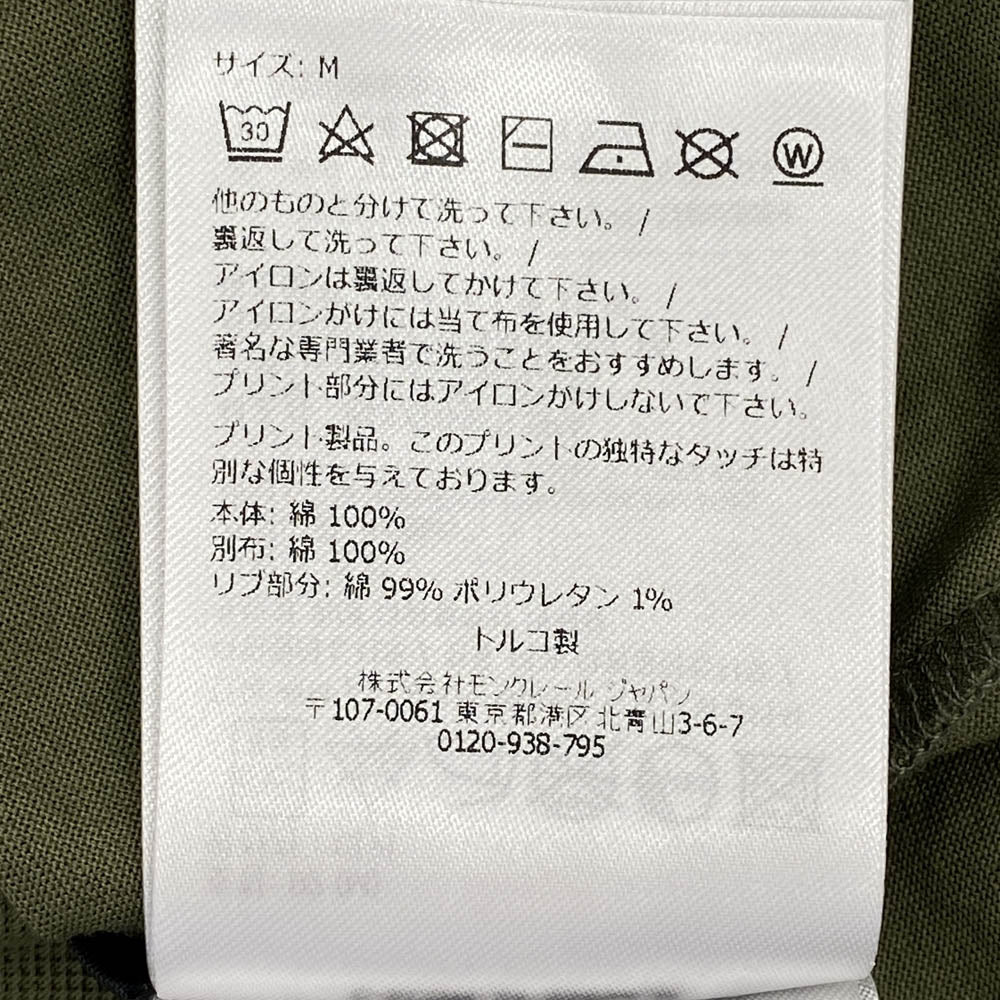 サイズ: M
30
W
他のものと分けて洗って下さい。 /
裏返して洗って下さい。 /
アイロンは裏返してかけて下さい。 /
アイロンがけには当て布を使用して下さい。 /
著名な専門業者で洗うことをおすすめします。 /
プリント部分にはアイロンかけしないで下さい。
プリント製品。このプリントの独特なタッチは特
別な個性を与えております。
本体: 綿 100%
別布: 綿 100%
リブ部分: 綿 99% ポリウレタン 1%
トルコ製
株式会社モンクレール ジャパン
〒107-0061 東京都港区北青山3-6-7
0120-938-795